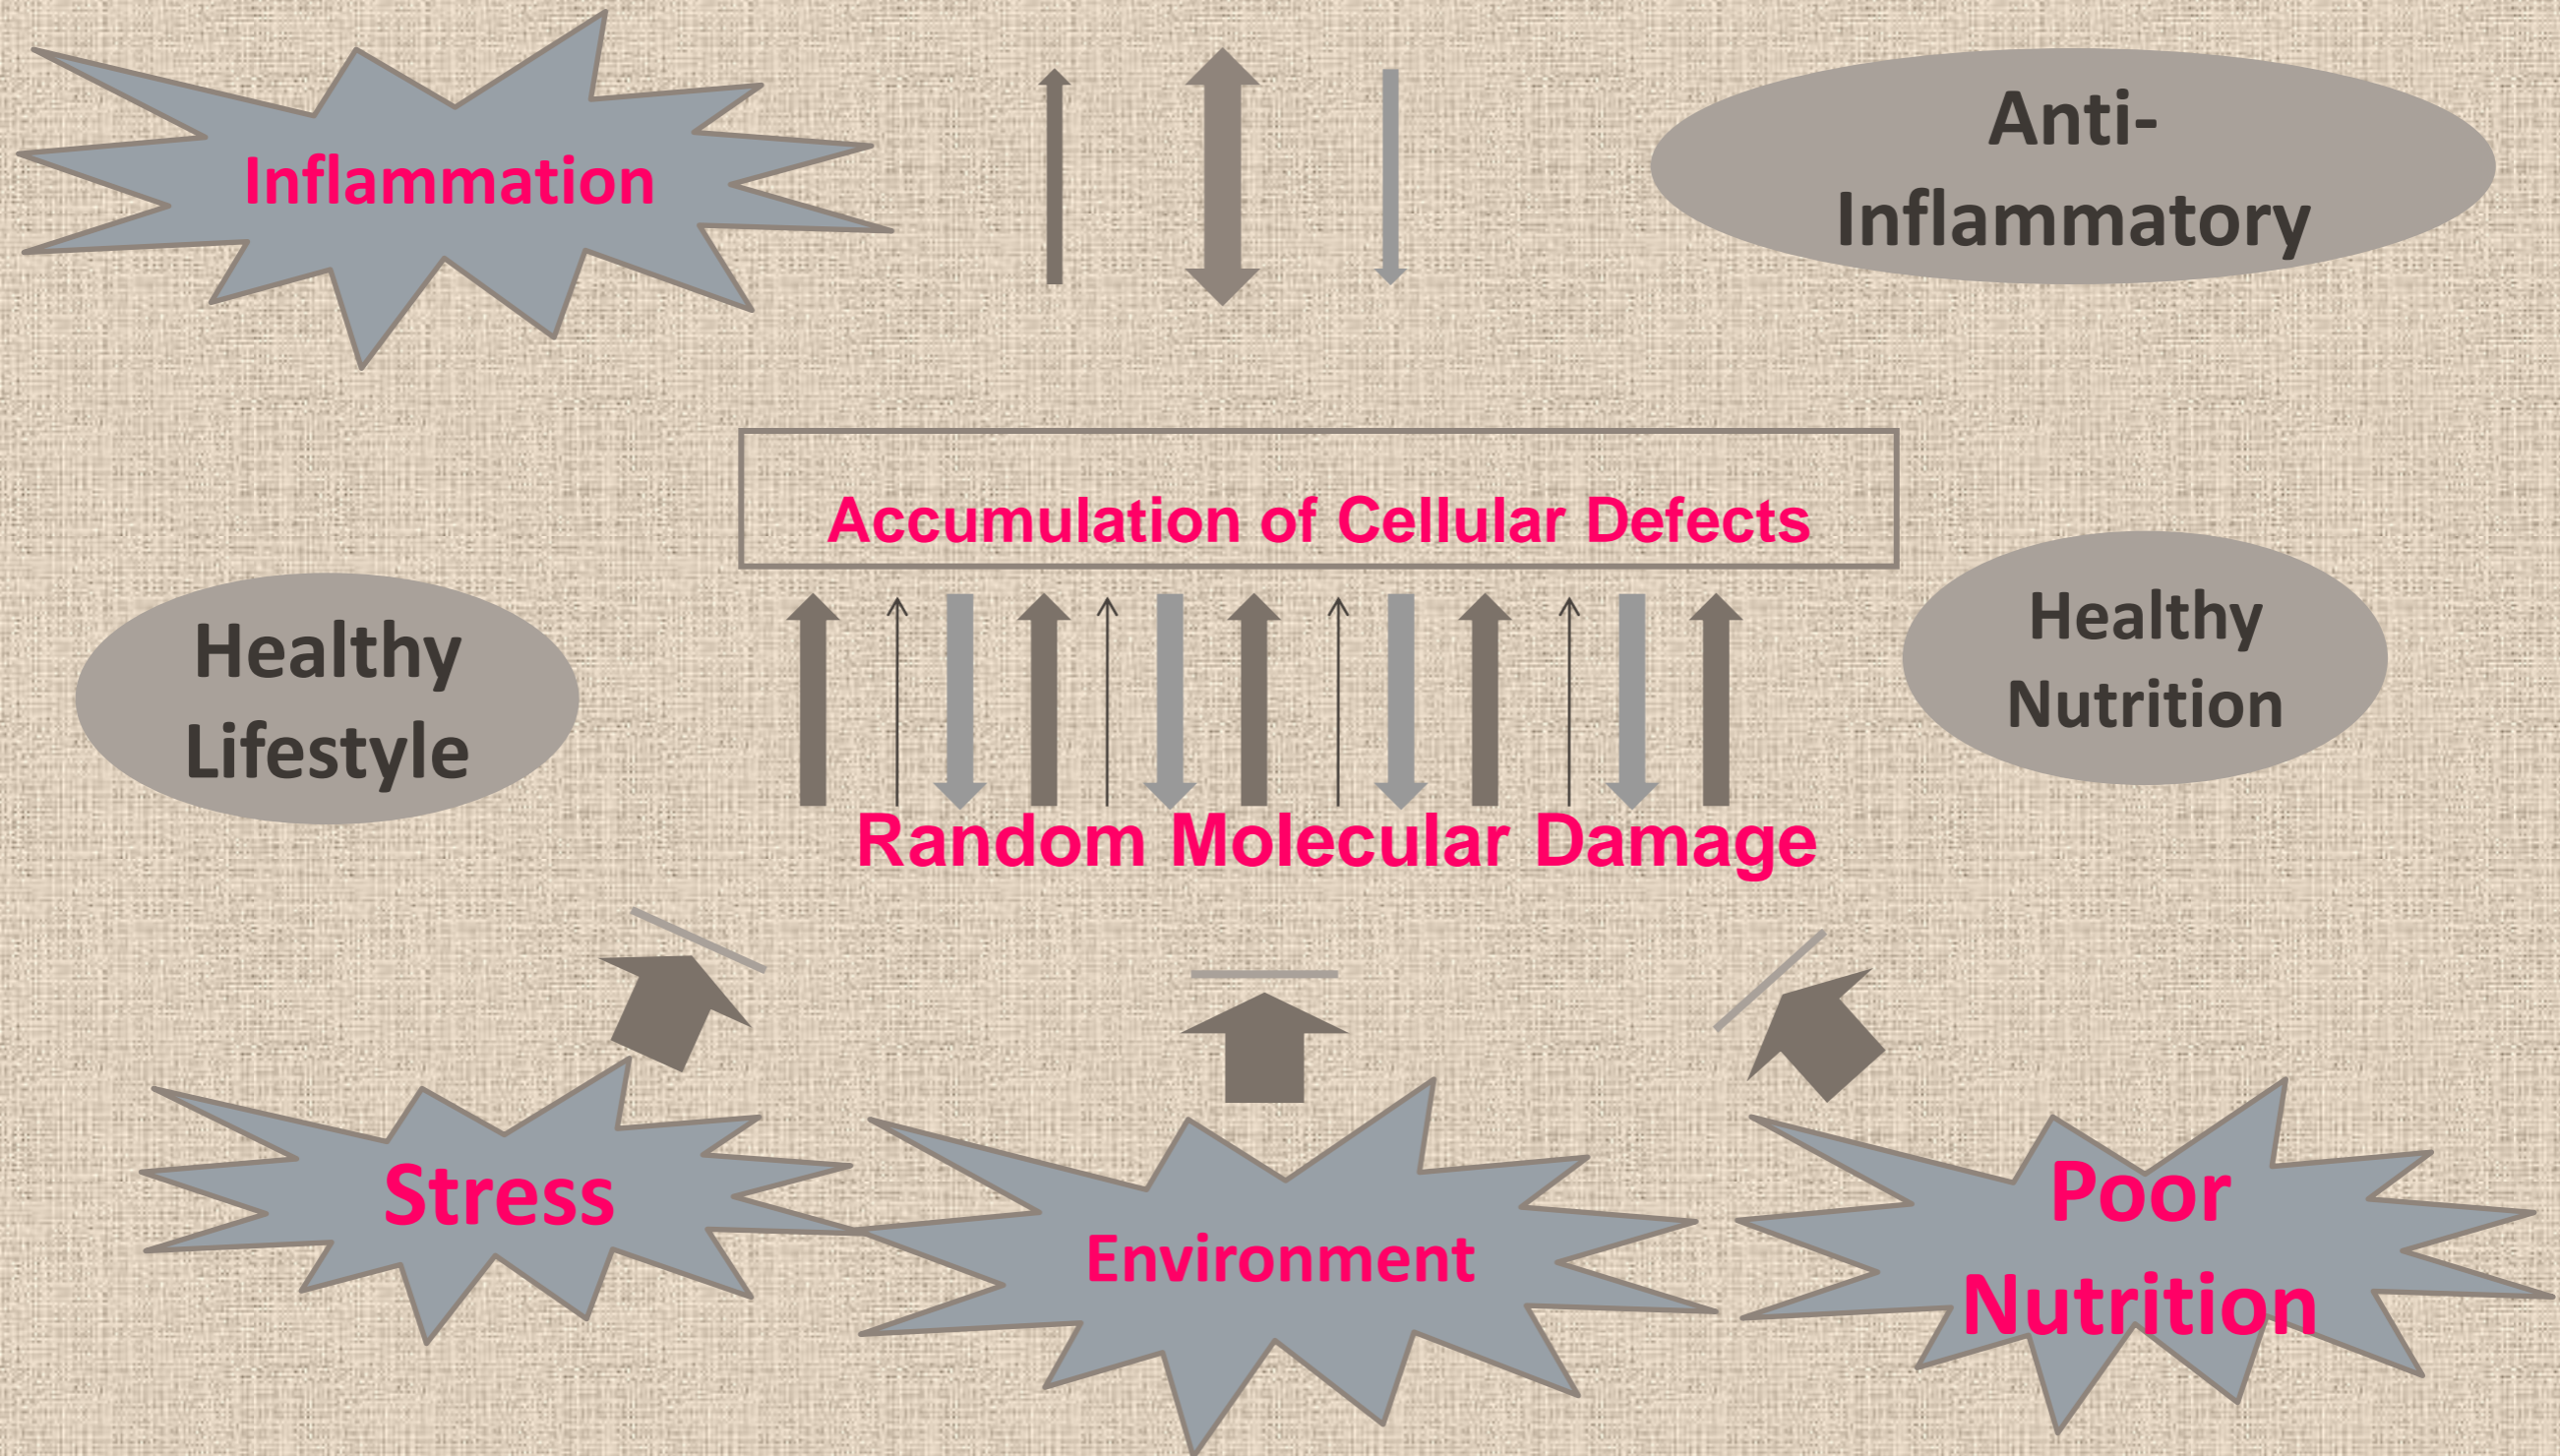 Inflammation
Anti-
Inflammatory
Accumulation of Cellular Defects
Healthy
Lifestyle
Healthy
Nutrition
Random Molecular Damage
Stress
Environment
Poor
Nutrition